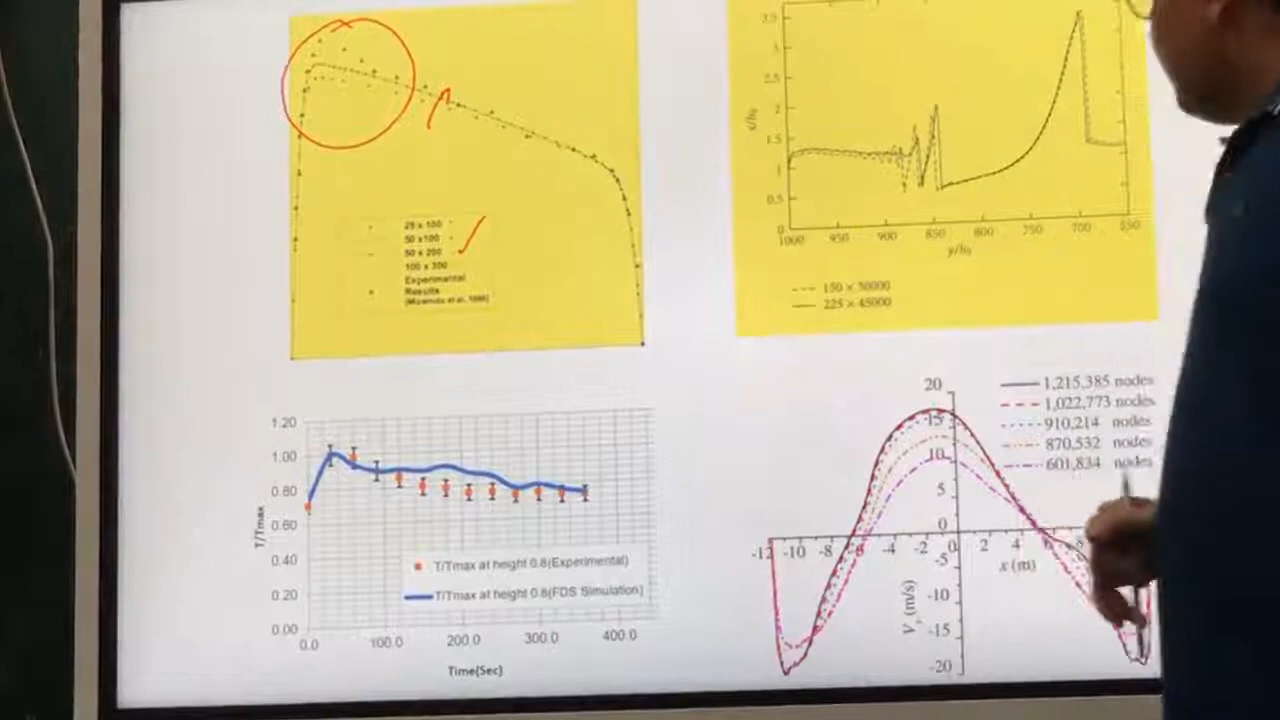 25 x 100
50 x100
50 x 200
100 x 300
Experimental
Results
3.5
3
2.5
2
1.5
1
0.5
0
1000 950 900 850 800 750 700 650
y/h₀
150 × 30000
225 × 45000
1.20
1.00
0.80
0.60
0.40
0.20
0.00
T/Tmax
T/Tmax at height 0.8(Experimental)
T/Tmax at height 0.8(FDS Simulation)
0.0 100.0 200.0 300.0 400.0
Time(Sec)
1,215,385 nodes
1,022,773 nodes
910,214 nodes
870,532 nodes
601,834 nodes
20
15
10
5
0
-5
-10
-15
-20
-12 -10 -8 -6 -4 -2 0 2 4 6 8
x (m)
V (m/s)